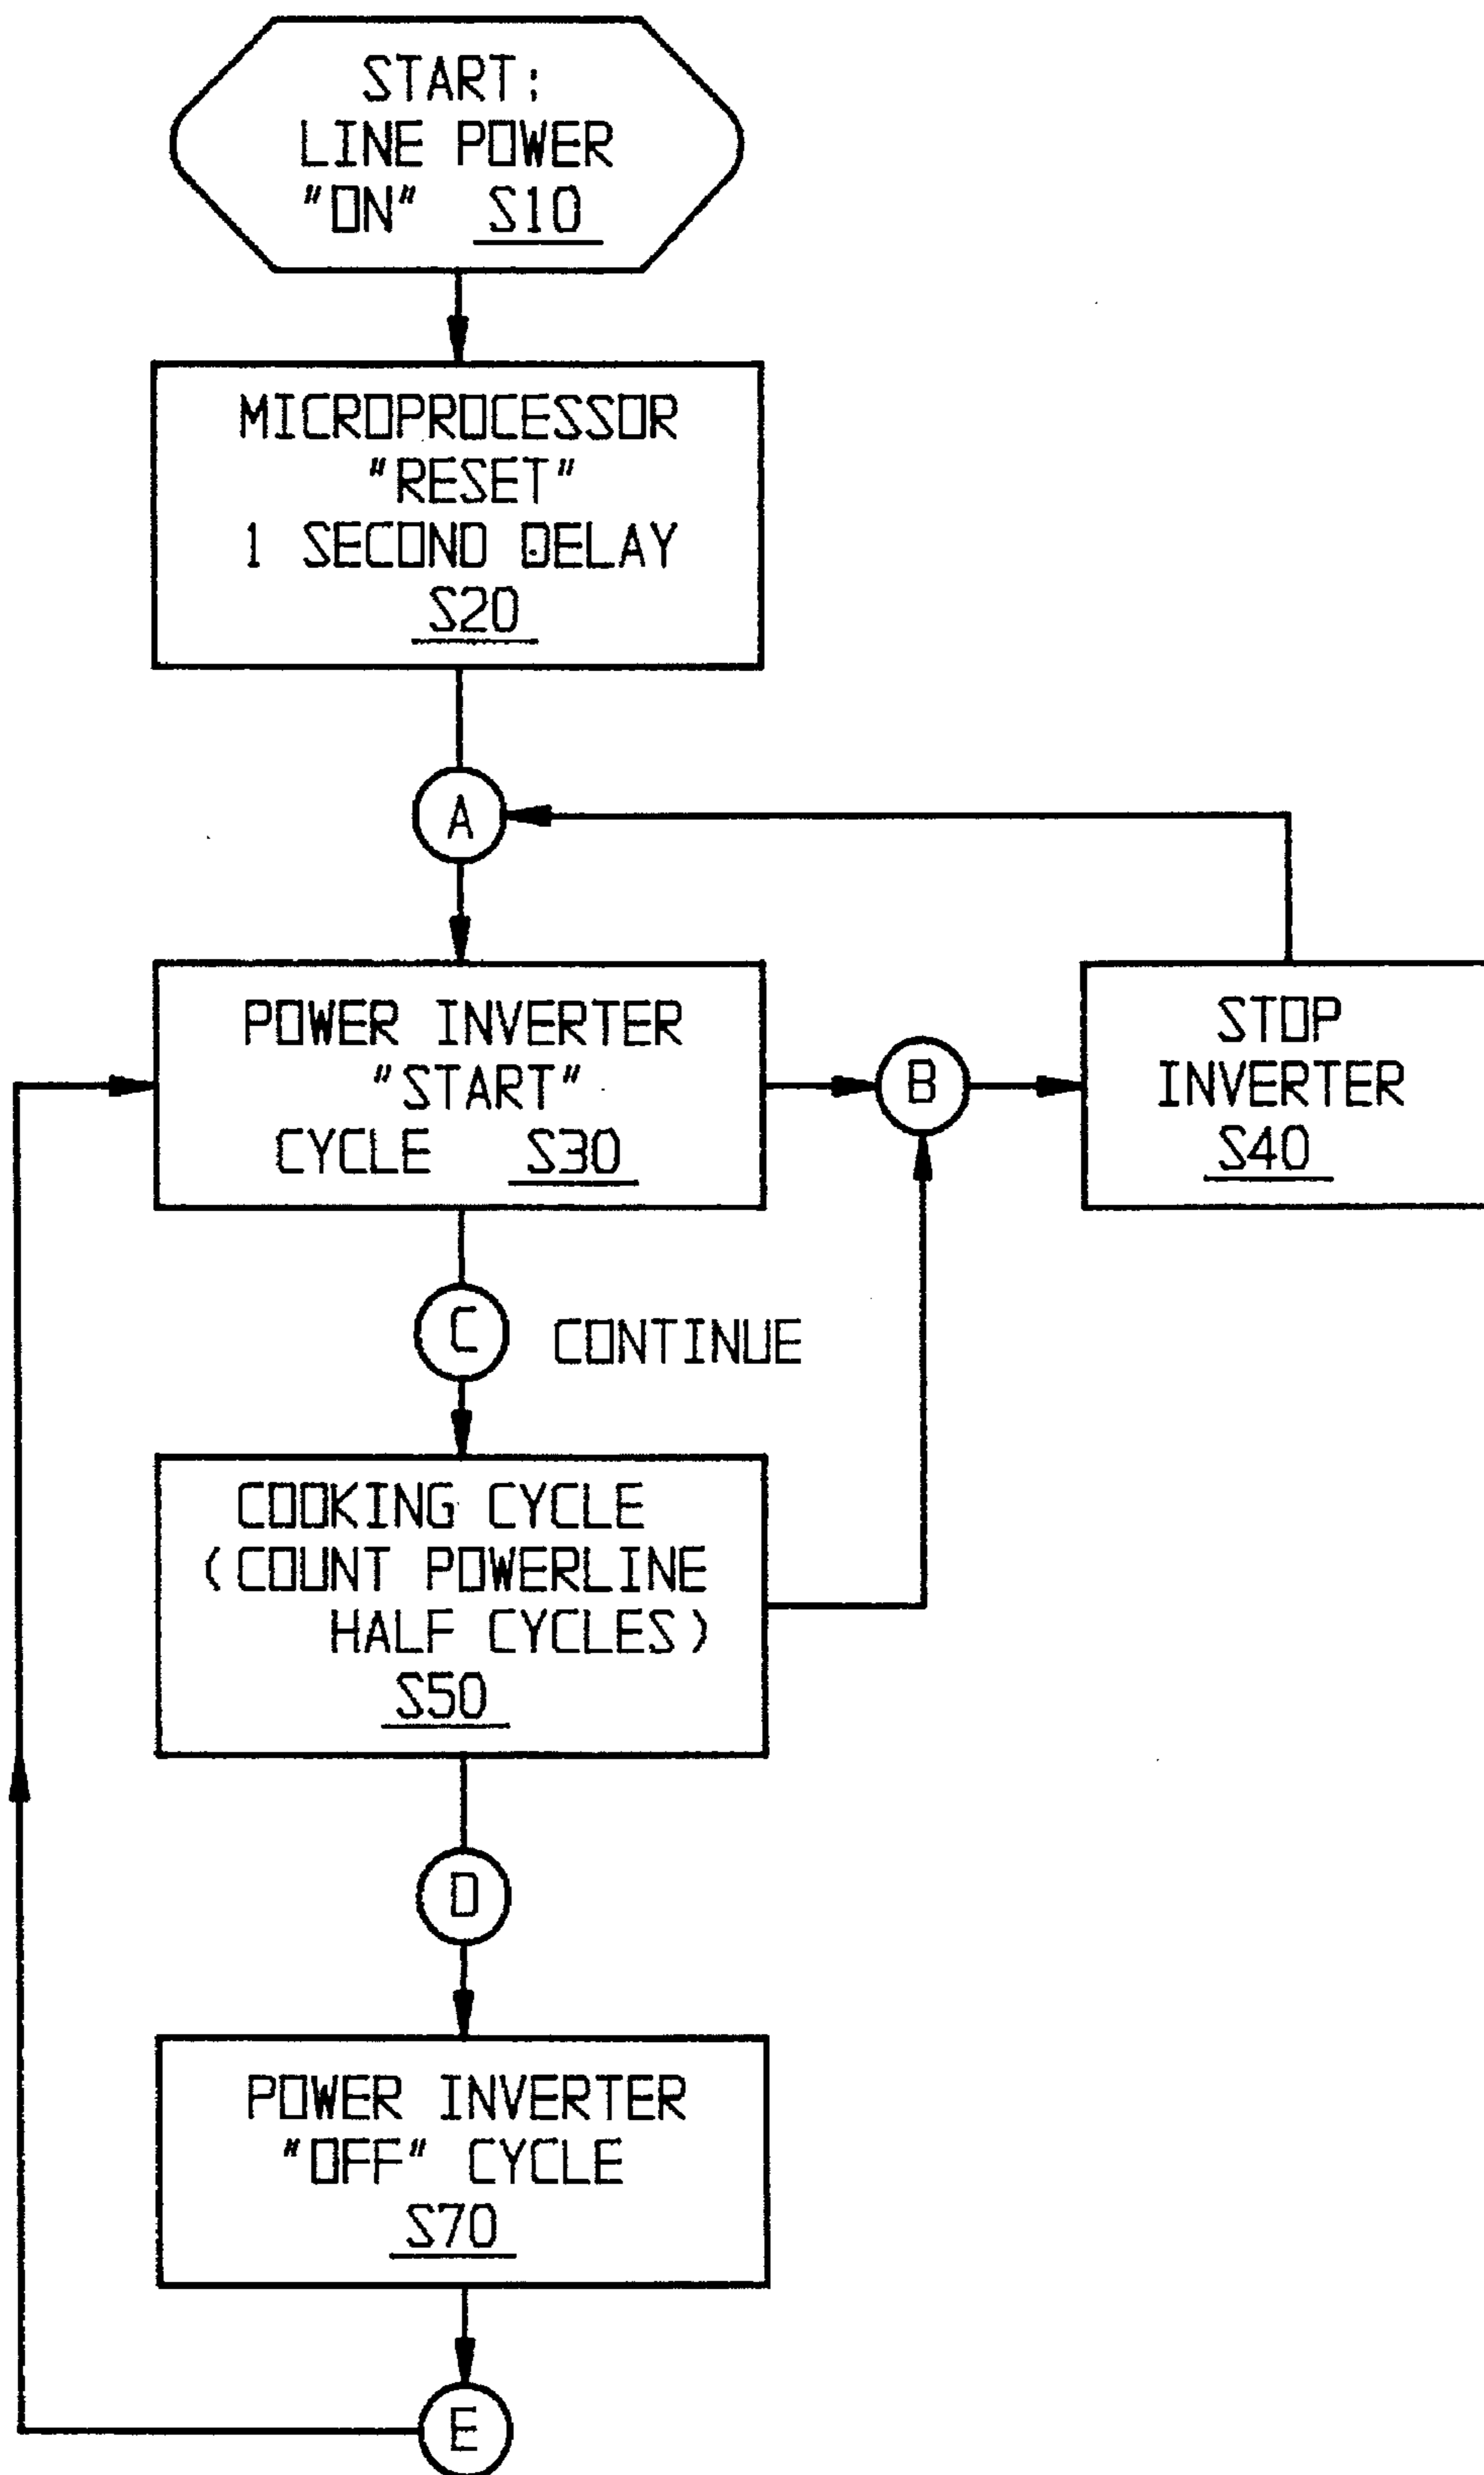 START:
LINE POWER
"ON" S10
MICROPROCESSOR
"RESET"
1 SECOND DELAY
S20
A
POWER INVERTER
"START"
CYCLE S30
B
STOP
INVERTER
S40
C CONTINUE
COOKING CYCLE
(COUNT POWERLINE
HALF CYCLES)
S50
D
POWER INVERTER
"OFF" CYCLE
S70
E